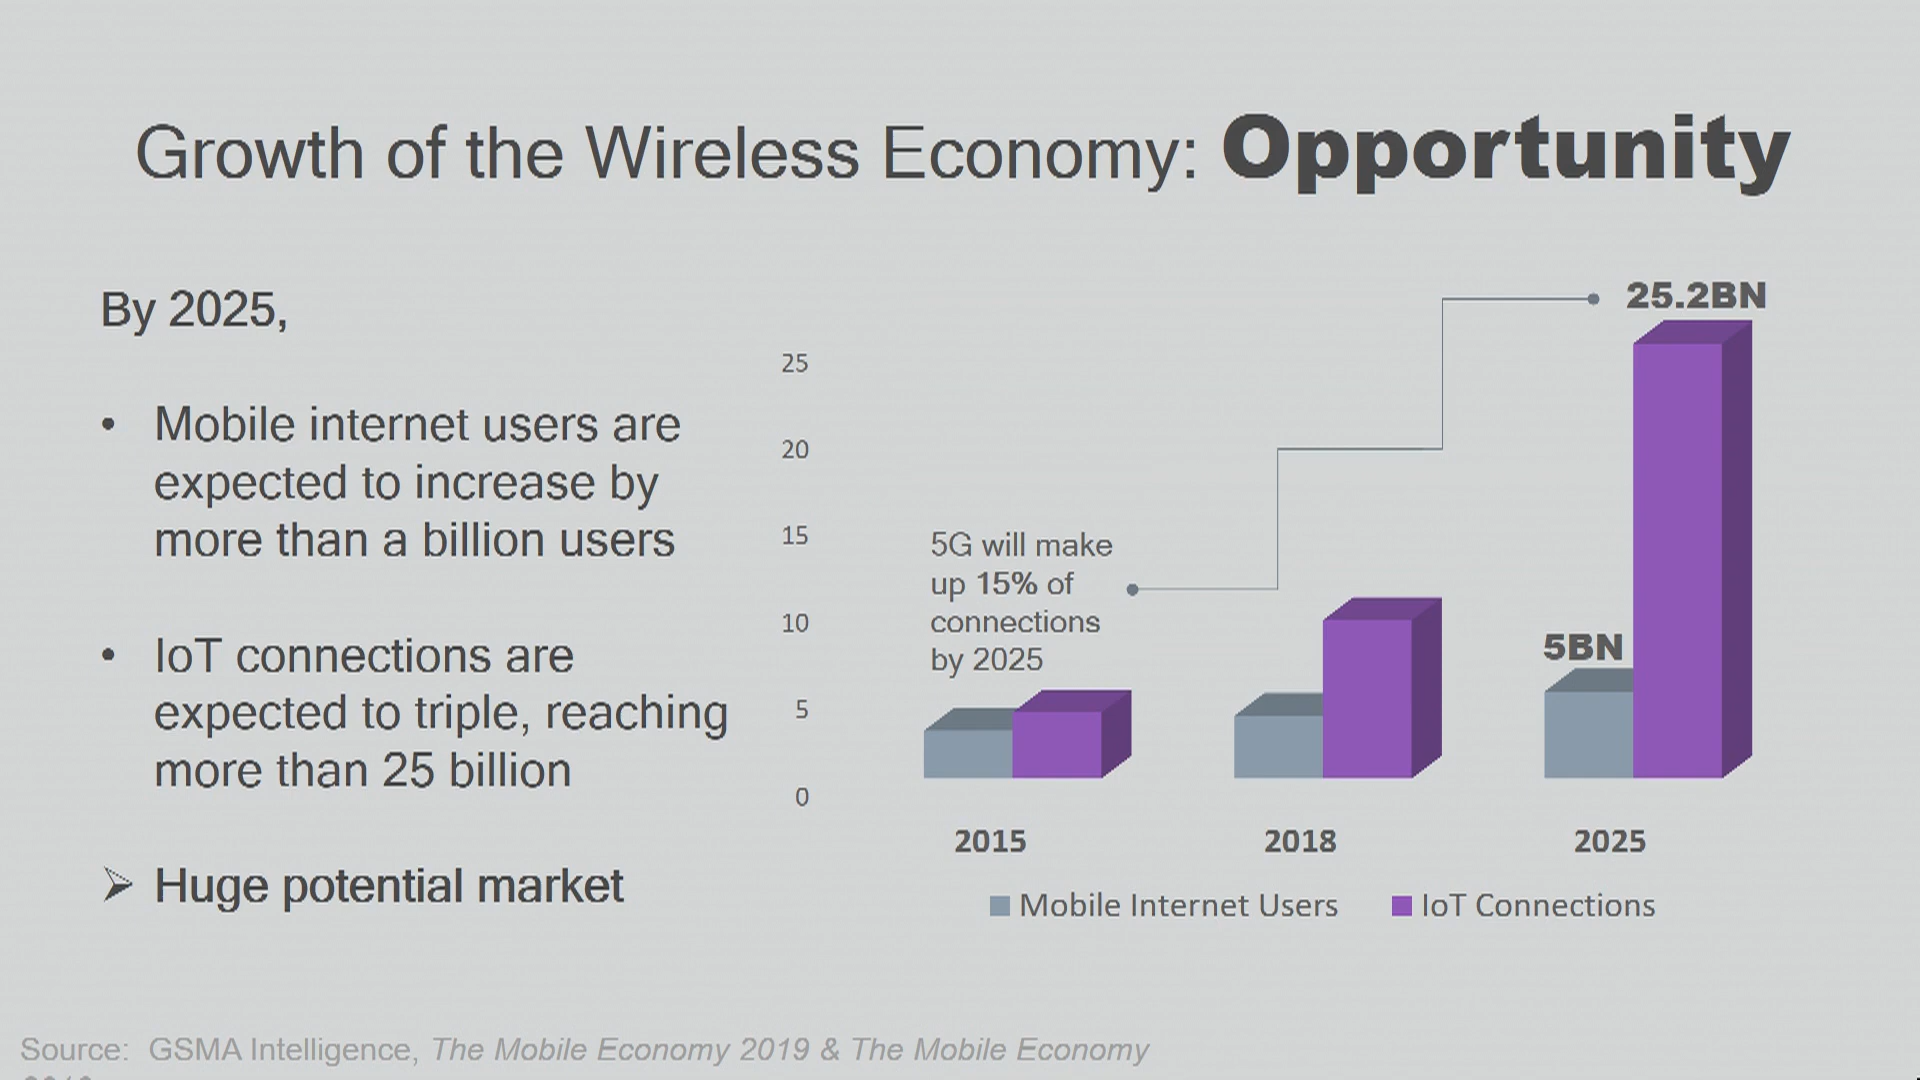 Growth of the Wireless Economy: Opportunity
By 2025,
• Mobile internet users are
expected to increase by
more than a billion users
• IoT connections are
expected to triple, reaching
more than 25 billion
➢ Huge potential market
25.2BN
25
20
15
10
5
0
5G will make
up 15% of
connections
by 2025
5BN
2015
2018
2025
Mobile Internet Users
IoT Connections
Source: GSMA Intelligence, The Mobile Economy 2019 & The Mobile Economy